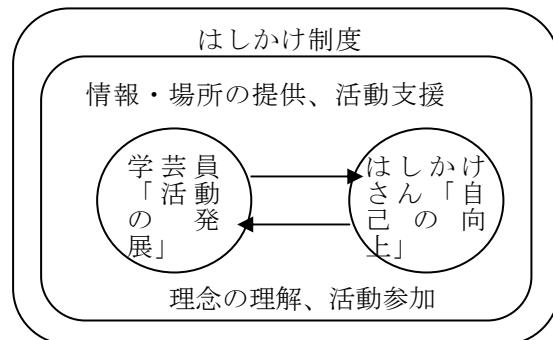 はしかけ制度
情報・場所の提供、活動支援
学芸員
「活動
の発
展」
はしかけ
さん「自
己の向
上」
理念の理解、活動参加